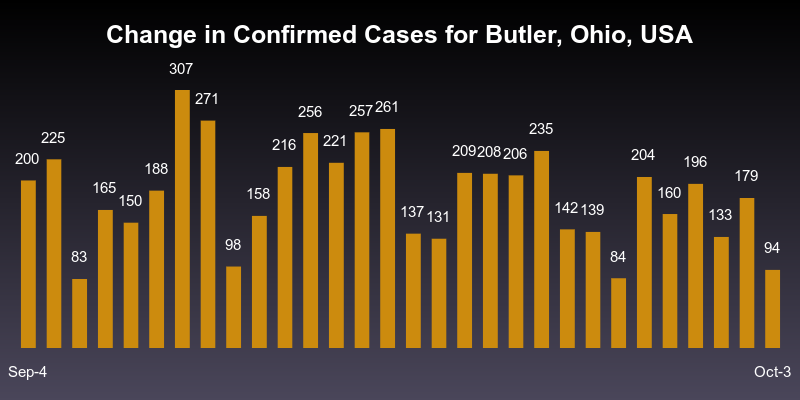 Change in Confirmed Cases for Butler, Ohio, USA
200 225 83 165 150 188 307 271 98 158 216 256 221 257 261 137 131 209 208 206 235 142 139 84 204 160 196 133 179 94
Sep-4 Oct-3